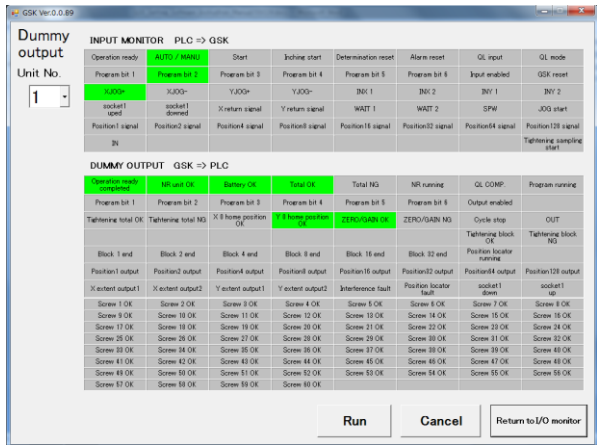 GSK Ver.0.0.89
Dummy output
Unit No.
1
INPUT MONITOR PLC => GSK
Operation ready AUTO / MANU Start Inching start Determination reset Alarm reset QL input QL mode
Program bit 1 Program bit 2 Program bit 3 Program bit 4 Program bit 5 Program bit 6 Input enabled GSK reset
XJOG+ XJOG- YJOG+ YJOG- INX 1 INX 2 INY 1 INY 2
socket1 uped socket1 downed X return signal Y return signal WAIT 1 WAIT 2 SPW JOG start
Position1 signal Position2 signal Position4 signal Position8 signal Position16 signal Position32 signal Position64 signal Position128 signal
IN Tightening sampling start
DUMMY OUTPUT GSK => PLC
Operation ready completed NR unit OK Battery OK Total OK Total NG NR running QL COMP. Program running
Program bit 1 Program bit 2 Program bit 3 Program bit 4 Program bit 5 Program bit 6 Output enabled
Tightening total OK Tightening total NG X 0 home position OK Y 0 home position OK ZERO/GAIN OK ZERO/GAIN NG Cycle stop OUT
Tightening block OK Tightening block NG
Block 1 end Block 2 end Block 4 end Block 8 end Block 16 end Block 32 end Position locator running
Position1 output Position2 output Position4 output Position8 output Position16 output Position32 output Position64 output Position128 output
X extent output1 X extent output2 Y extent output1 Y extent output2 Interference fault Position locator fault socket1 down socket1 up
Screw 1 OK Screw 2 OK Screw 3 OK Screw 4 OK Screw 5 OK Screw 6 OK Screw 7 OK Screw 8 OK
Screw 9 OK Screw 10 OK Screw 11 OK Screw 12 OK Screw 13 OK Screw 14 OK Screw 15 OK Screw 16 OK
Screw 17 OK Screw 18 OK Screw 19 OK Screw 20 OK Screw 21 OK Screw 22 OK Screw 23 OK Screw 24 OK
Screw 25 OK Screw 26 OK Screw 27 OK Screw 28 OK Screw 29 OK Screw 30 OK Screw 31 OK Screw 32 OK
Screw 33 OK Screw 34 OK Screw 35 OK Screw 36 OK Screw 37 OK Screw 38 OK Screw 39 OK Screw 40 OK
Screw 41 OK Screw 42 OK Screw 43 OK Screw 44 OK Screw 45 OK Screw 46 OK Screw 47 OK Screw 48 OK
Screw 49 OK Screw 50 OK Screw 51 OK Screw 52 OK Screw 53 OK Screw 54 OK Screw 55 OK Screw 56 OK
Screw 57 OK Screw 58 OK Screw 59 OK Screw 60 OK
Run Cancel Return to I/O monitor